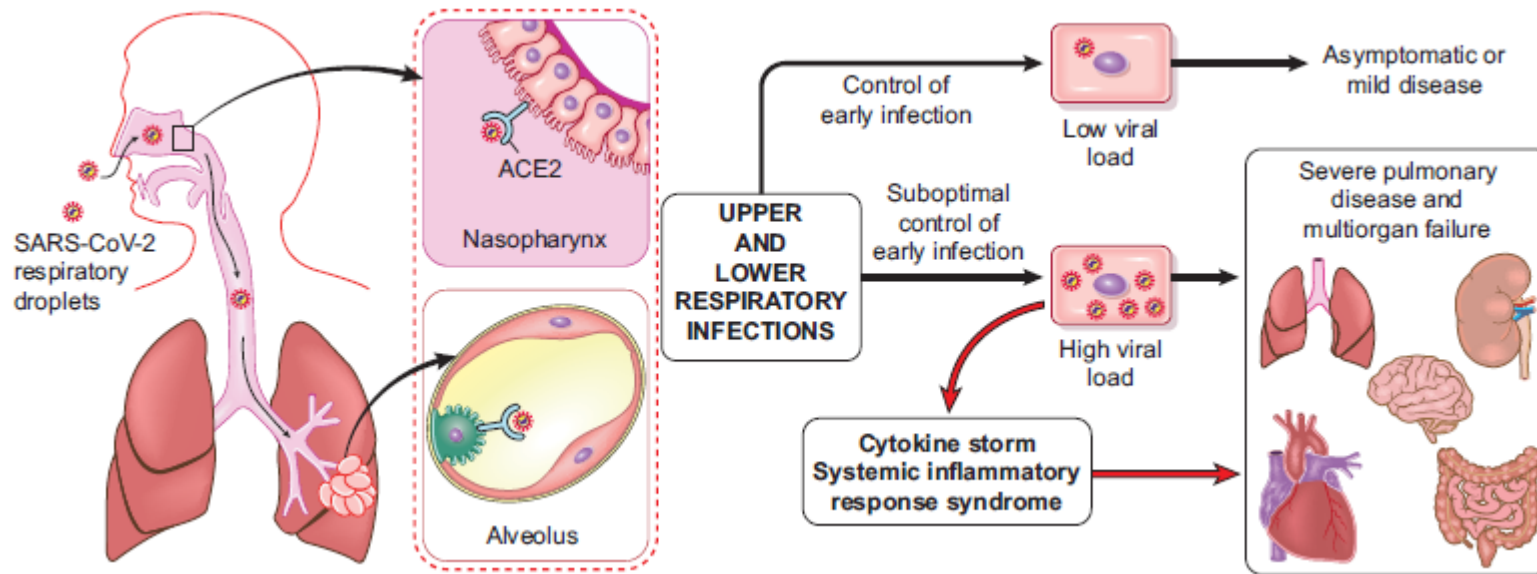 SARS-CoV-2
respiratory
droplets
ACE2
Nasopharynx
Alveolus
UPPER
AND
LOWER
RESPIRATORY
INFECTIONS
Control of
early infection
Low viral
load
Asymptomatic or
mild disease
Suboptimal
control of
early infection
High viral
load
Cytokine storm
Systemic inflammatory
response syndrome
Severe pulmonary
disease and
multiorgan failure